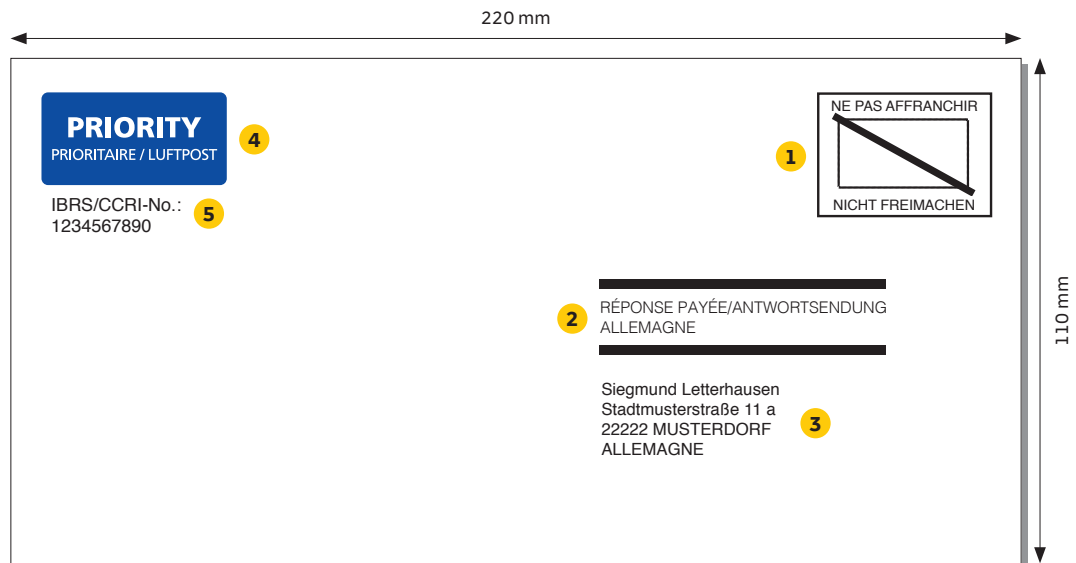 220 mm
PRIORITY
PRIORITAIRE / LUFTPOST
4
IBRS/CCRI-No.:
1234567890
5
1
NE PAS AFFRANCHIR
NICHT FREIMACHEN
2
RÉPONSE PAYÉE/ANTWORTSENDUNG
ALLEMAGNE
Siegmund Letterhausen
Stadtmusterstraße 11 a
22222 MUSTERDORF
ALLEMAGNE
3
110 mm